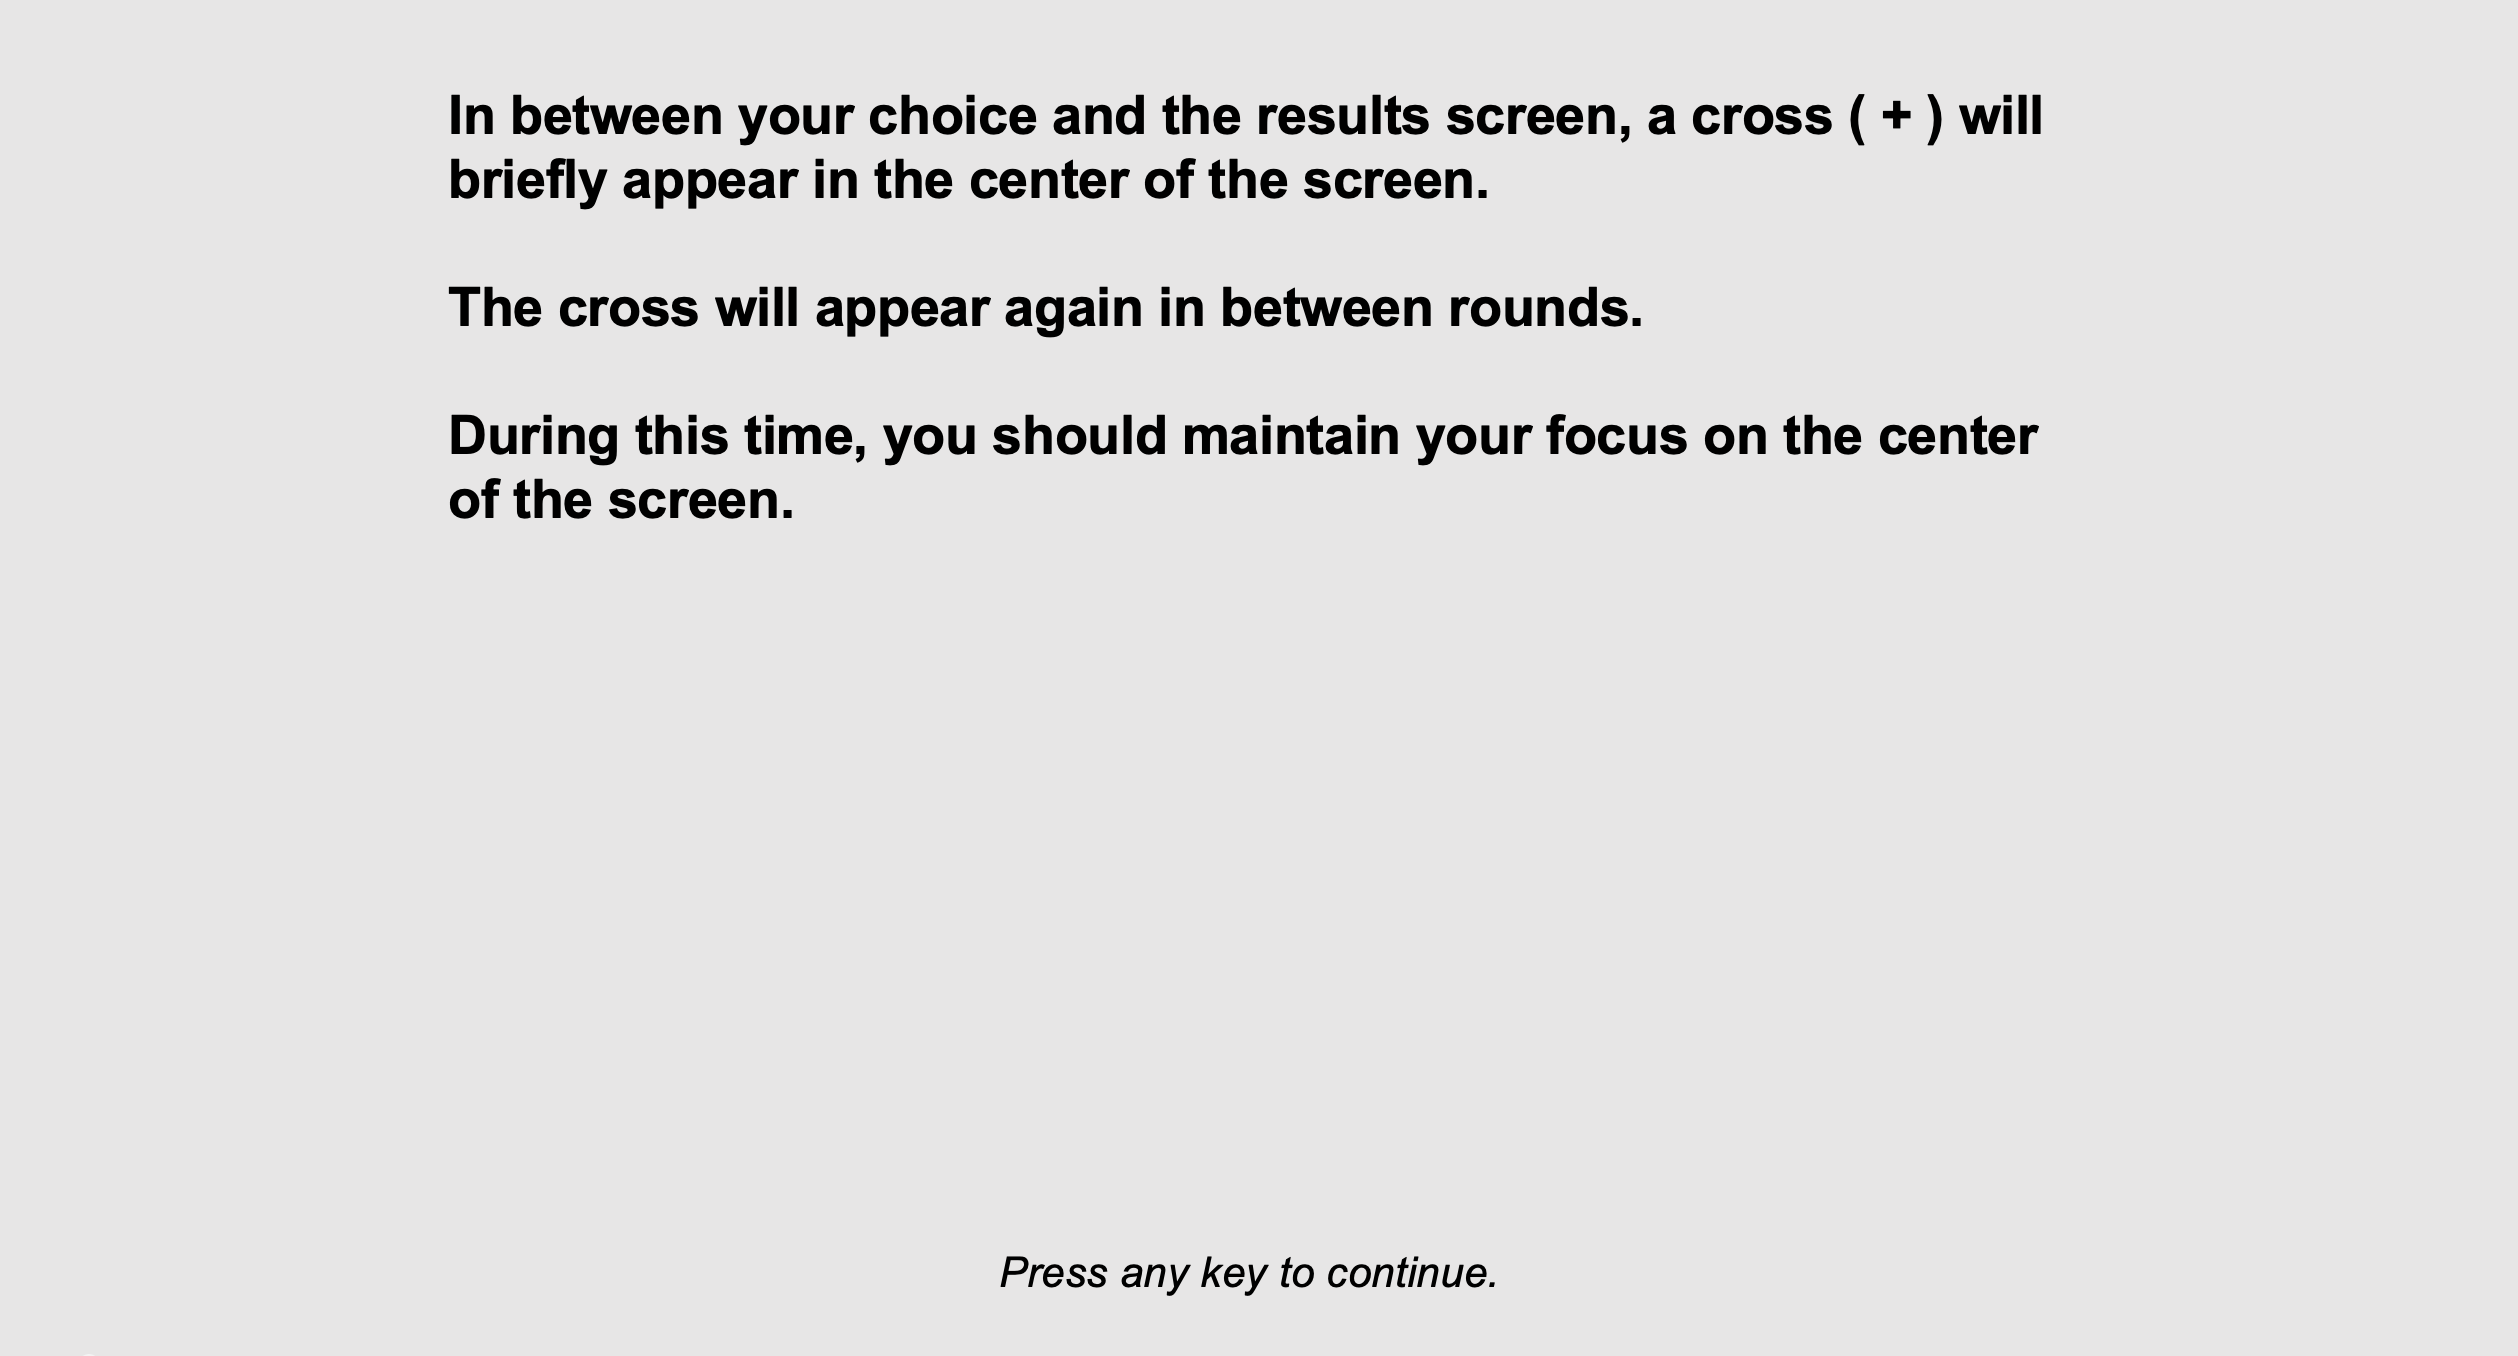 In between your choice and the results screen, a cross ( + ) will
briefly appear in the center of the screen.
The cross will appear again in between rounds.
During this time, you should maintain your focus on the center
of the screen.
Press any key to continue.